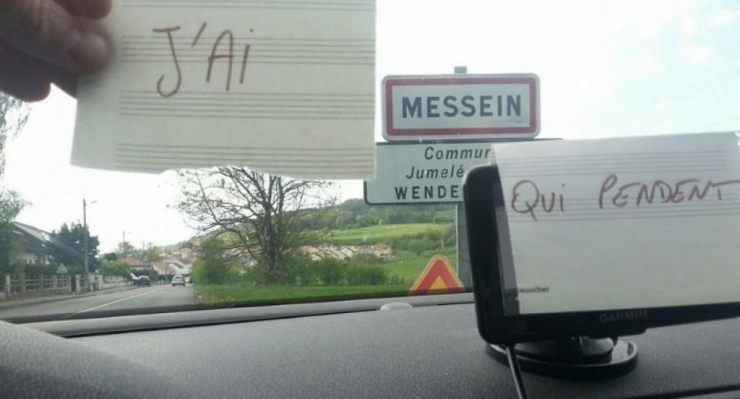 J'AI
MESSEIN
Commun
Jumelé
WENDE
QUI PENDENT
GARMIN